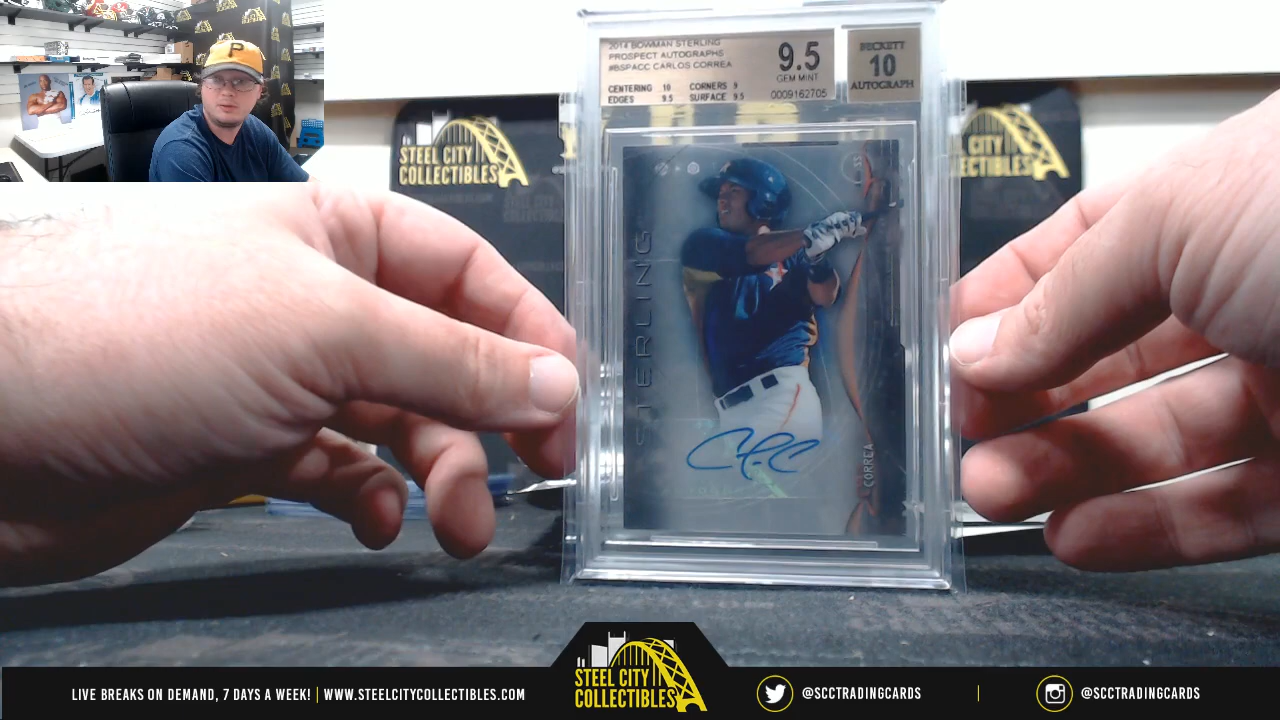 P
2014 BOWMAN STERLING
PROSPECT AUTOGRAPHS
#BSPACC CARLOS CORREA
CENTERING 10 CORNERS 9
EDGES 9.5 SURFACE 9.5
9.5
GEM MINT
0009162705
BECKETT
10
AUTOGRAPH
STEEL CITY
COLLECTIBLES
STEEL CITY
COLLECTIBLES
SS
STERLING
CORREA
LIVE BREAKS ON DEMAND, 7 DAYS A WEEK! | WWW.STEELCITYCOLLECTIBLES.COM
STEEL CITY
COLLECTIBLES
@SCCTRADINGCARDS
@SCCTRADINGCARDS